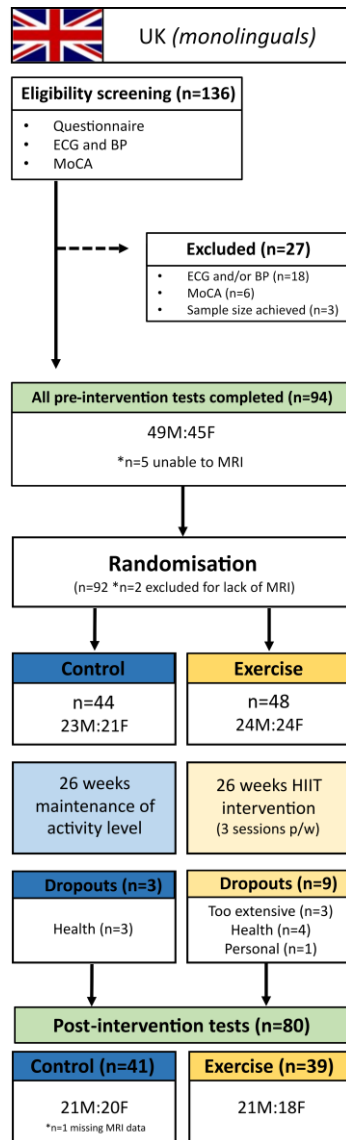 UK (monolinguals)
Eligibility screening (n=136)
• Questionnaire
• ECG and BP
• MoCA
Excluded (n=27)
• ECG and/or BP (n=18)
• MoCA (n=6)
• Sample size achieved (n=3)
All pre-intervention tests completed (n=94)
49M:45F
*n=5 unable to MRI
Randomisation
(n=92 *n=2 excluded for lack of MRI)
Control
n=44
23M:21F
Exercise
n=48
24M:24F
26 weeks
maintenance of
activity level
26 weeks HIIT
intervention
(3 sessions p/w)
Dropouts (n=3)
Health (n=3)
Dropouts (n=9)
Too extensive (n=3)
Health (n=4)
Personal (n=1)
Post-intervention tests (n=80)
Control (n=41)
21M:20F
*n=1 missing MRI data
Exercise (n=39)
21M:18F